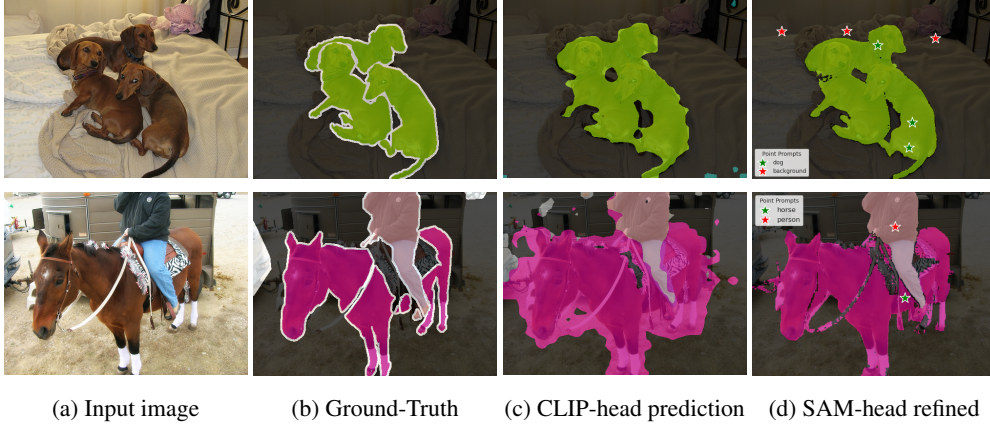 Point Prompts
dog
background
Point Prompts
horse
person
(a) Input image
(b) Ground-Truth
(c) CLIP-head prediction
(d) SAM-head refined